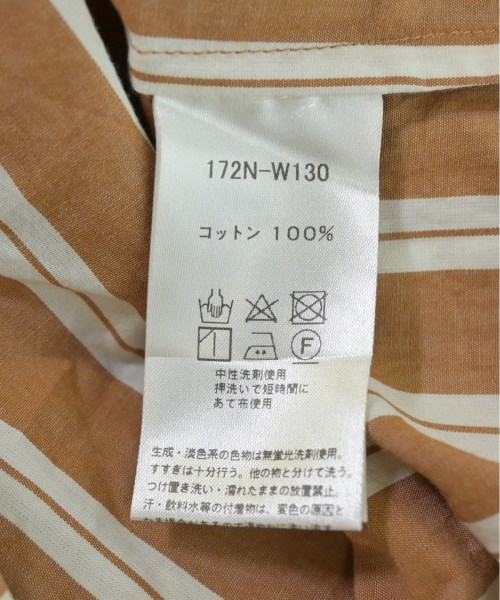 172N-W130
コットン 100%
F
中性洗剤使用
押洗いで短時間に
あて布使用
生成・淡色系の色物は無蛍光洗剤使用。
すすぎは十分行う。他の物と分けて洗う。
つけ置き洗い・濡れたままの放置禁止。
汗・飲料水等の付着物は、変色の原因と